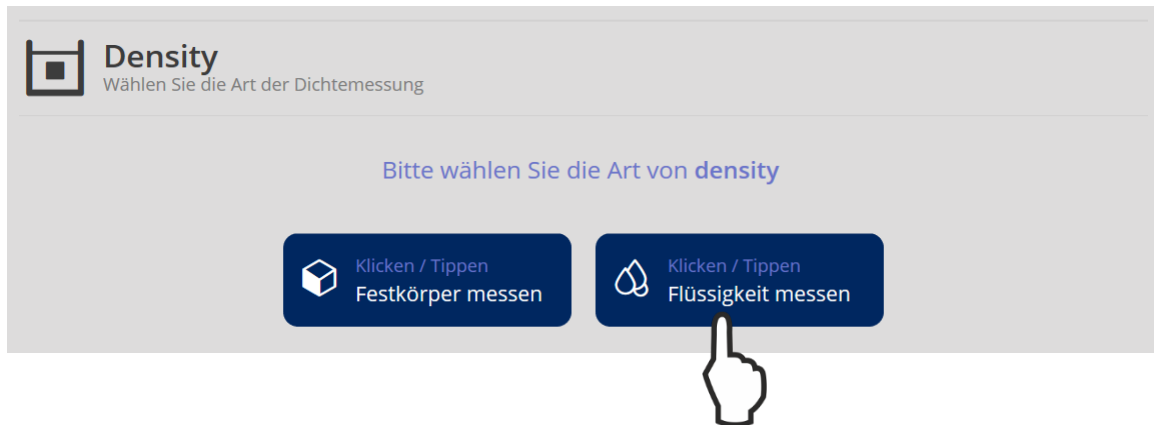 Density
Wählen Sie die Art der Dichtemessung
Bitte wählen Sie die Art von density
Klicken / Tippen
Festkörper messen
Klicken / Tippen
Flüssigkeit messen